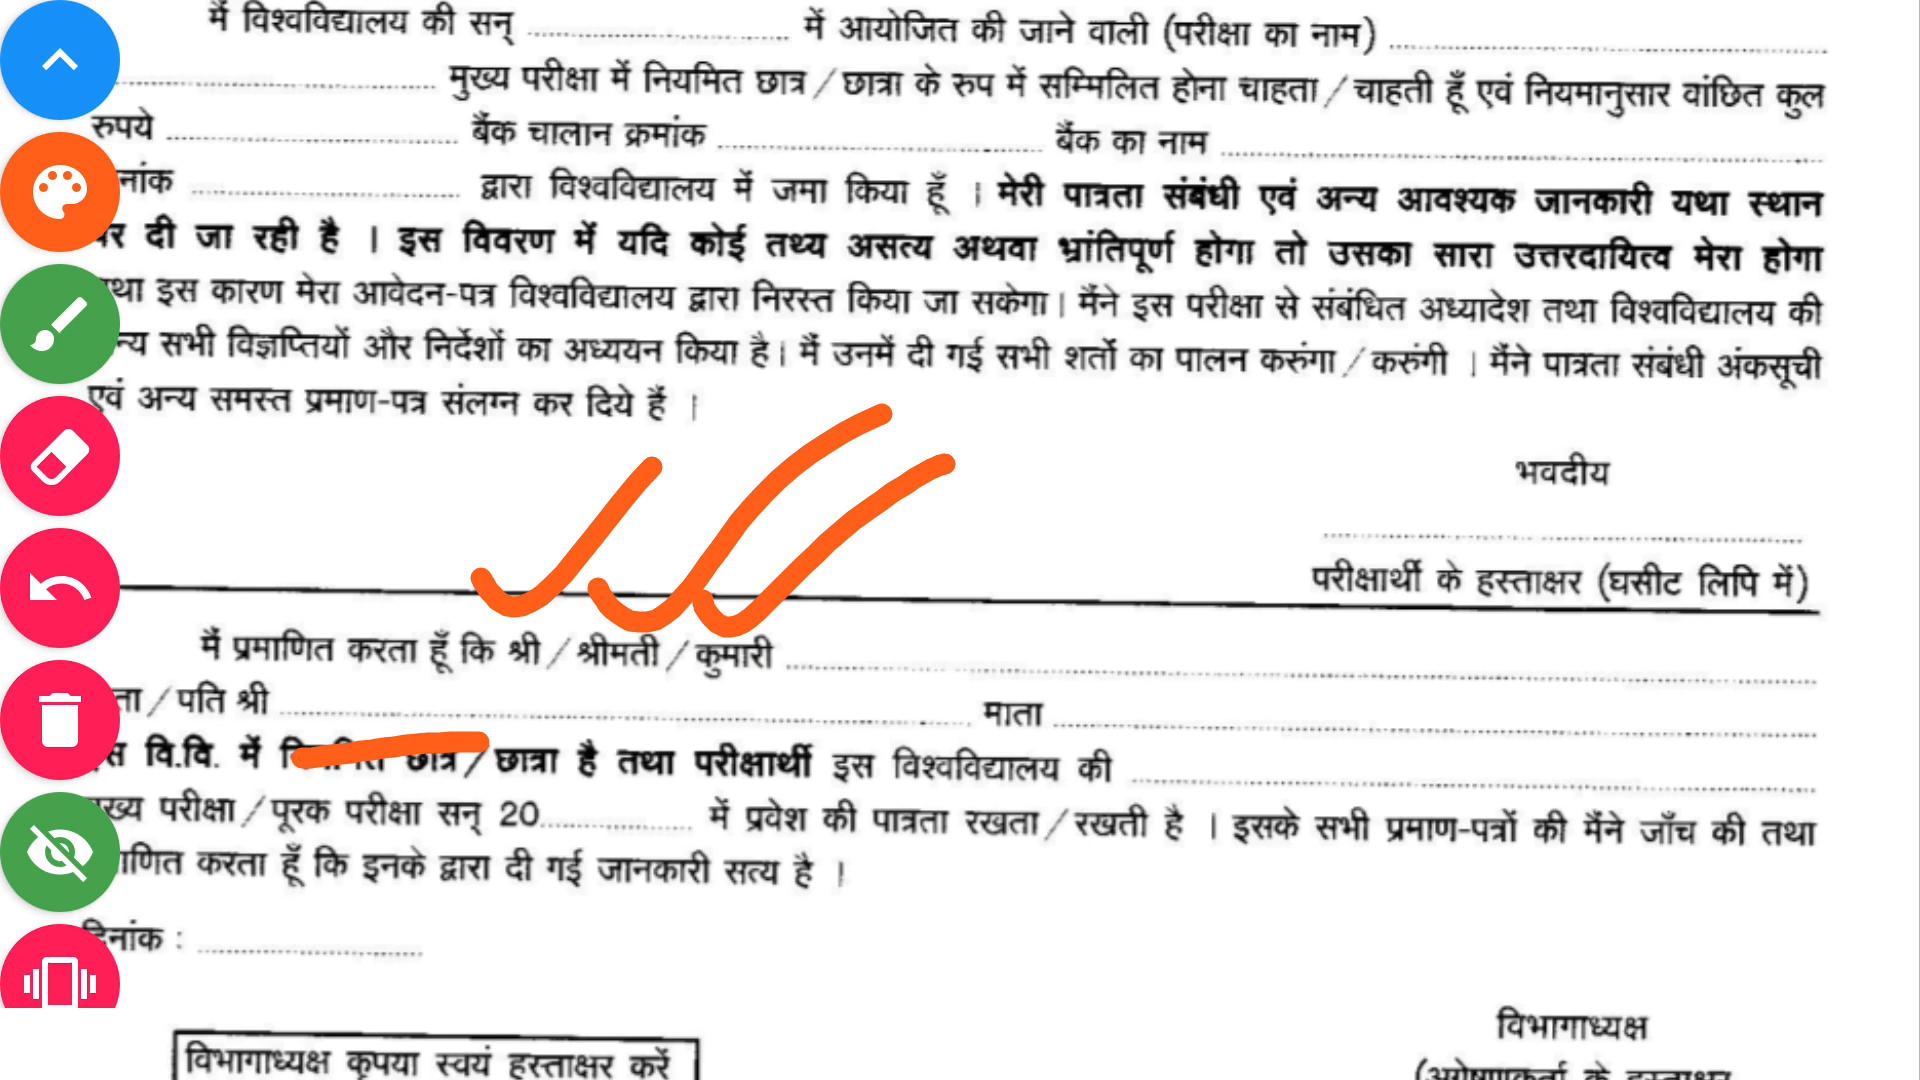 मैं विश्वविद्यालय की सन् .................... में आयोजित की जाने वाली (परीक्षा का नाम) ....................
.................... मुख्य परीक्षा में नियमित छात्र / छात्रा के रुप में सम्मिलित होना चाहता / चाहती हूँ एवं नियमानुसार वांछित कुल
रुपये .................... बैंक चालान क्रमांक .................... बैंक का नाम ....................
.................... द्वारा विश्वविद्यालय में जमा किया हूँ । मेरी पात्रता संबंधी एवं अन्य आवश्यक जानकारी यथा स्थान
दी जा रही है । इस विवरण में यदि कोई तथ्य असत्य अथवा भ्रांतिपूर्ण होगा तो उसका सारा उत्तरदायित्व मेरा होगा
इस कारण मेरा आवेदन-पत्र विश्वविद्यालय द्वारा निरस्त किया जा सकेगा । मैंने इस परीक्षा से संबंधित अध्यादेश तथा विश्वविद्यालय की
सभी विज्ञप्तियों और निर्देशों का अध्ययन किया है । मैं उनमें दी गई सभी शर्तो का पालन करुंगा / करुंगी । मैंने पात्रता संबंधी अंकसूची
एवं अन्य समस्त प्रमाण-पत्र संलग्न कर दिये हैं ।
भवदीय
....................
परीक्षार्थी के हस्ताक्षर (घसीट लिपि में)
मैं प्रमाणित करता हूँ कि श्री / श्रीमती / कुमारी ....................
/ पति श्री .................... माता ....................
वि.वि. में छात्र / छात्रा है तथा परीक्षार्थी इस विश्वविद्यालय की ....................
परीक्षा / पूरक परीक्षा सन् 20.................... में प्रवेश की पात्रता रखता / रखती है । इसके सभी प्रमाण-पत्रों की मैंने जाँच की तथा
करता हूँ कि इनके द्वारा दी गई जानकारी सत्य है ।
दिनांक : ....................
विभागाध्यक्ष
विभागाध्यक्ष कृपया स्वयं हस्ताक्षर करें